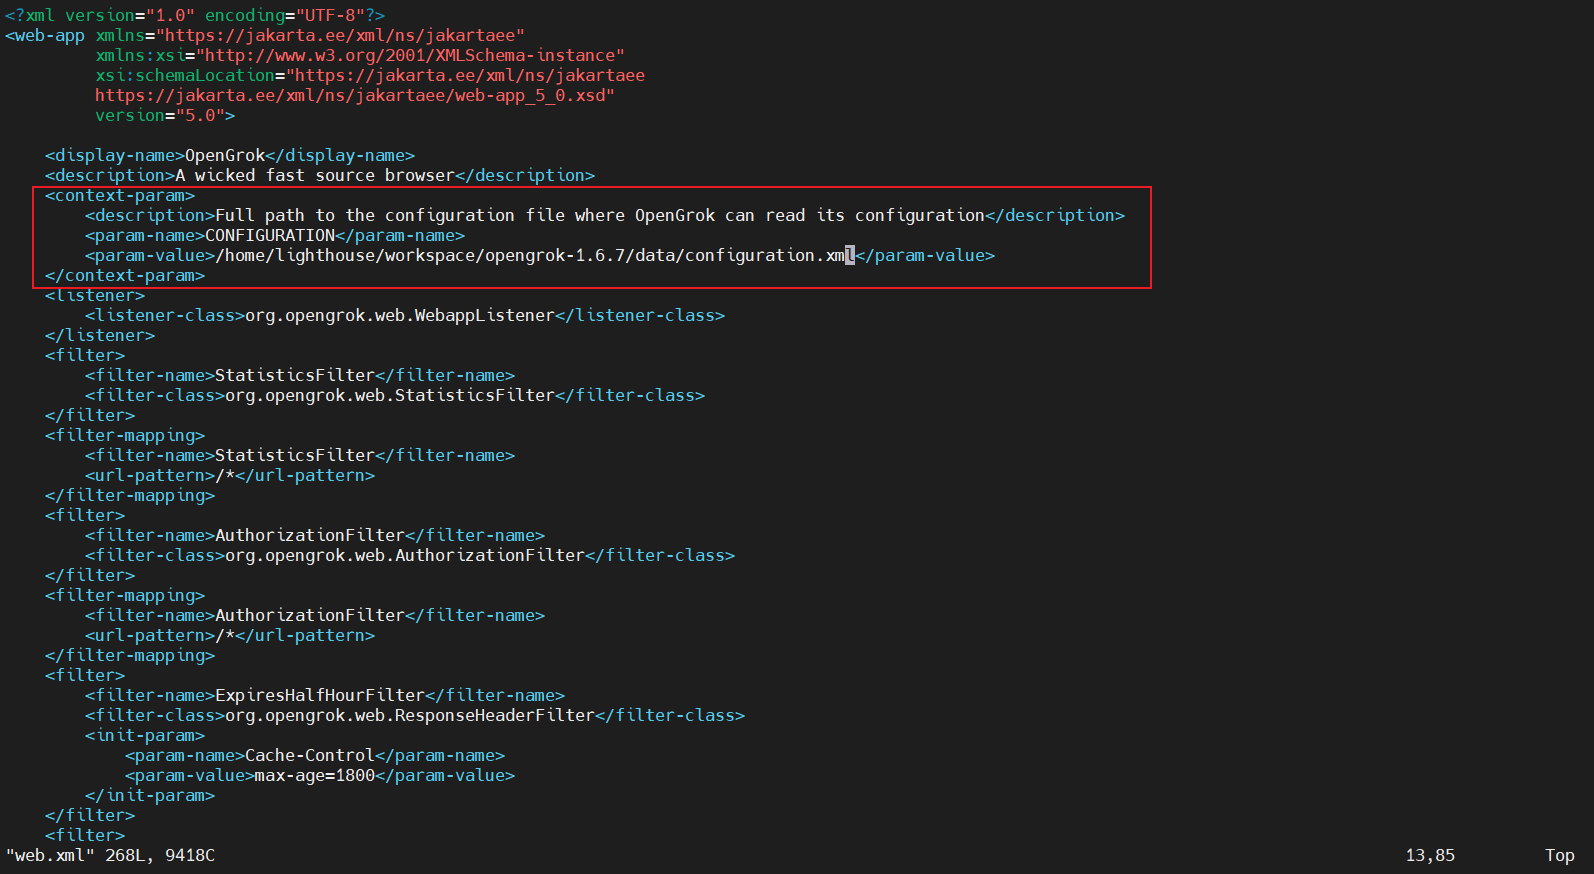 <?xml version="1.0" encoding="UTF-8"?>
<web-app xmlns="https://jakarta.ee/xml/ns/jakartaee"
         xmlns:xsi="http://www.w3.org/2001/XMLSchema-instance"
         xsi:schemaLocation="https://jakarta.ee/xml/ns/jakartaee
         https://jakarta.ee/xml/ns/jakartaee/web-app_5_0.xsd"
         version="5.0">

    <display-name>OpenGrok</display-name>
    <description>A wicked fast source browser</description>
    <context-param>
        <description>Full path to the configuration file where OpenGrok can read its configuration</description>
        <param-name>CONFIGURATION</param-name>
        <param-value>/home/lighthouse/workspace/opengrok-1.6.7/data/configuration.xml</param-value>
    </context-param>
    <listener>
        <listener-class>org.opengrok.web.WebappListener</listener-class>
    </listener>
    <filter>
        <filter-name>StatisticsFilter</filter-name>
        <filter-class>org.opengrok.web.StatisticsFilter</filter-class>
    </filter>
    <filter-mapping>
        <filter-name>StatisticsFilter</filter-name>
        <url-pattern>/*</url-pattern>
    </filter-mapping>
    <filter>
        <filter-name>AuthorizationFilter</filter-name>
        <filter-class>org.opengrok.web.AuthorizationFilter</filter-class>
    </filter>
    <filter-mapping>
        <filter-name>AuthorizationFilter</filter-name>
        <url-pattern>/*</url-pattern>
    </filter-mapping>
    <filter>
        <filter-name>ExpiresHalfHourFilter</filter-name>
        <filter-class>org.opengrok.web.ResponseHeaderFilter</filter-class>
        <init-param>
            <param-name>Cache-Control</param-name>
            <param-value>max-age=1800</param-value>
        </init-param>
    </filter>
    <filter>
"web.xml" 268L, 9418C 13,85 Top